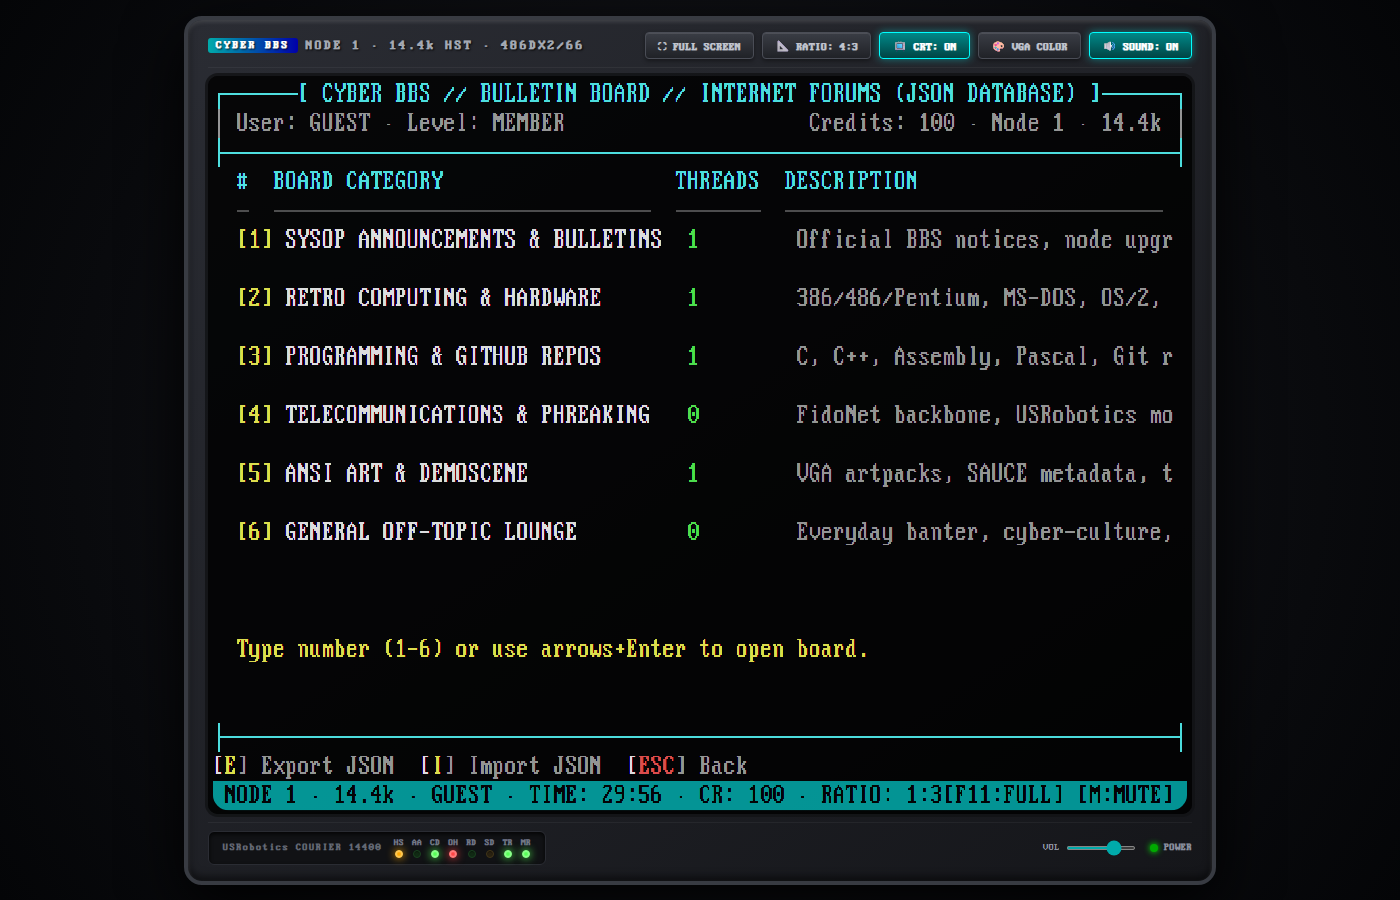 CYBER BBS NODE 1 · 14.4k HST · 486DX2/66 FULL SCREEN RATIO: 4:3 CRT: ON VGA COLOR SOUND: ON
[ CYBER BBS // BULLETIN BOARD // INTERNET FORUMS (JSON DATABASE) ]
User: GUEST · Level: MEMBER Credits: 100 · Node 1 · 14.4k
# BOARD CATEGORY THREADS DESCRIPTION
[1] SYSOP ANNOUNCEMENTS & BULLETINS 1 Official BBS notices, node upgr
[2] RETRO COMPUTING & HARDWARE 1 386/486/Pentium, MS-DOS, OS/2,
[3] PROGRAMMING & GITHUB REPOS 1 C, C++, Assembly, Pascal, Git r
[4] TELECOMMUNICATIONS & PHREAKING 0 FidoNet backbone, USRobotics mo
[5] ANSI ART & DEMOSCENE 1 VGA artpacks, SAUCE metadata, t
[6] GENERAL OFF-TOPIC LOUNGE 0 Everyday banter, cyber-culture,
Type number (1-6) or use arrows+Enter to open board.
[E] Export JSON [I] Import JSON [ESC] Back
NODE 1 · 14.4k · GUEST · TIME: 29:56 · CR: 100 · RATIO: 1:3[F11:FULL] [M:MUTE]
USRobotics COURIER 14400 HS AA CD OH RD SD TR MR VOL POWER